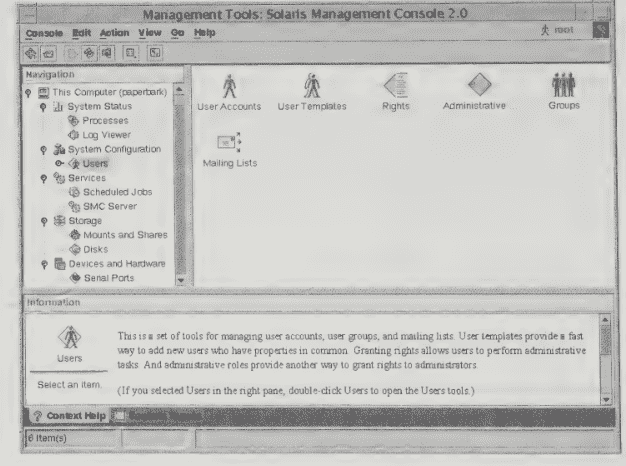 Management Tools: Solaris Management Console 2.0
Console Edit Action View Go Help
root
Navigation
This Computer (paperbark)
System Status
Processes
Log Viewer
System Configuration
Users
Services
Scheduled Jobs
SMC Server
Storage
Mounts and Shares
Disks
Devices and Hardware
Serial Ports
User Accounts User Templates Rights Administrative Groups
Mailing Lists
Information
Users
Select an item.
This is a set of tools for managing user accounts, user groups, and mailing lists. User templates provide a fast
way to add new users who have properties in common. Granting rights allows users to perform administrative
tasks. And administrative roles provide another way to grant rights to administrators.
(If you selected Users in the right pane, double-click Users to open the Users tools.)
Context Help
6 Item(s)